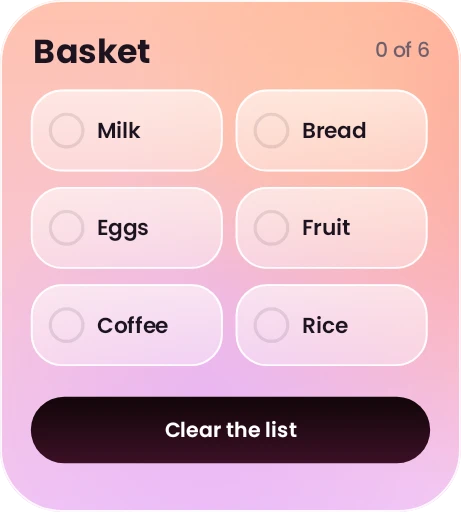 Basket 0 of 6
Milk Bread
Eggs Fruit
Coffee Rice
Clear the list